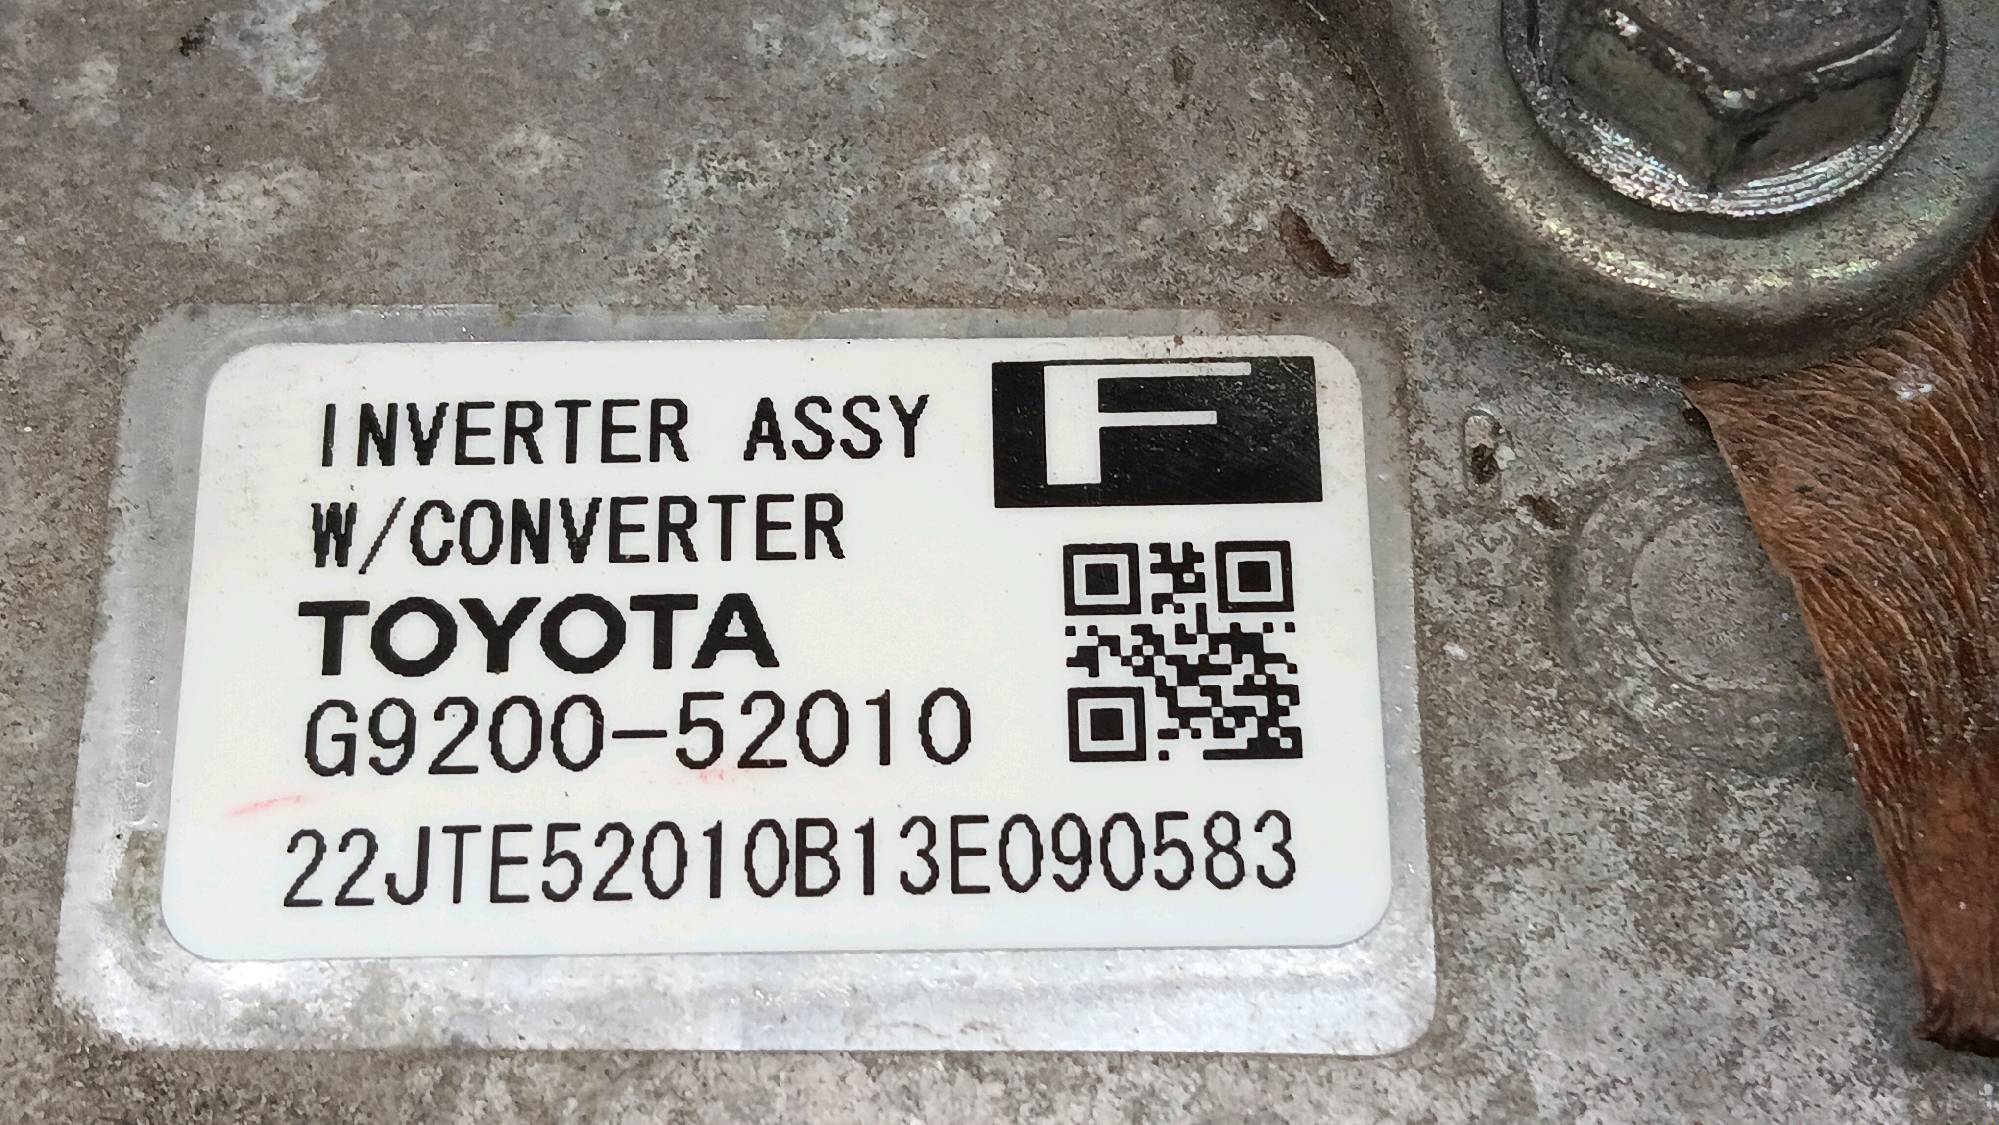 INVERTER ASSY
F
W/CONVERTER
TOYOTA
G9200-52010
22JTE52010B13E090583